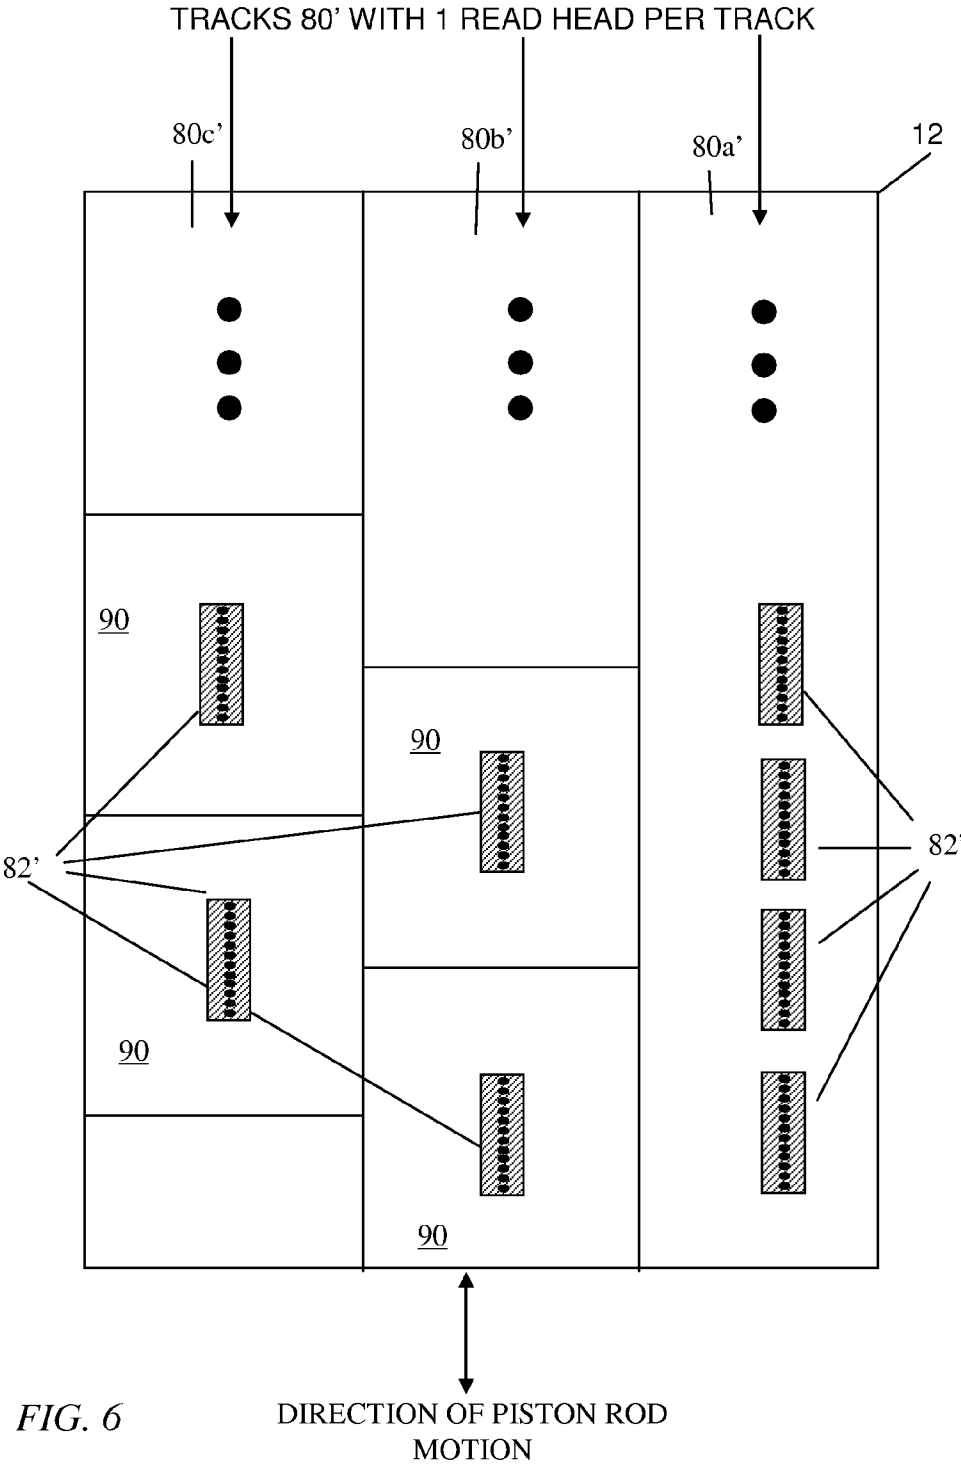 TRACKS 80’ WITH 1 READ HEAD PER TRACK
80c’
80b’
80a’
12
90
90
82’
82’
90
90
DIRECTION OF PISTON ROD
MOTION
FIG. 6